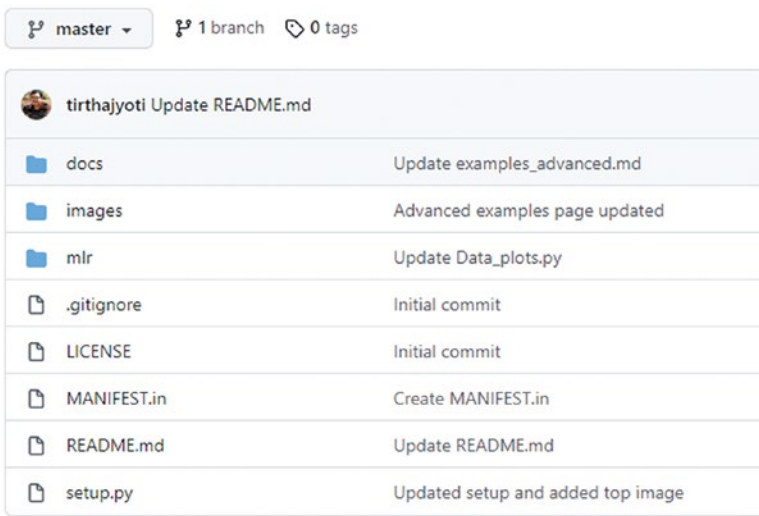 master 1 branch 0 tags
tirthajyoti Update README.md
docs Update examples_advanced.md
images Advanced examples page updated
mlr Update Data_plots.py
.gitignore Initial commit
LICENSE Initial commit
MANIFEST.in Create MANIFEST.in
README.md Update README.md
setup.py Updated setup and added top image